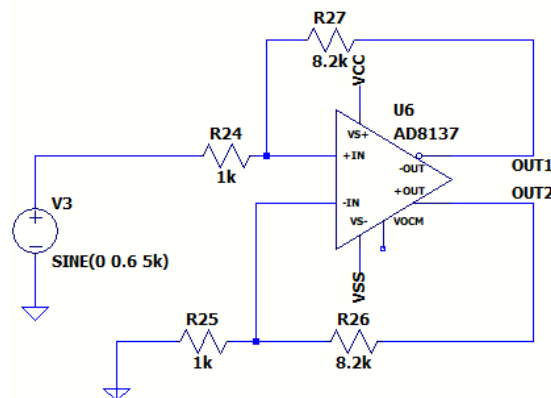 R27
8.2k
VCC
U6
AD8137
R24
1k
VS+
+IN
-OUT
OUT1
+OUT
OUT2
-IN
VS-
VOCM
V3
SINE(0 0.6 5k)
VSS
R25
1k
R26
8.2k